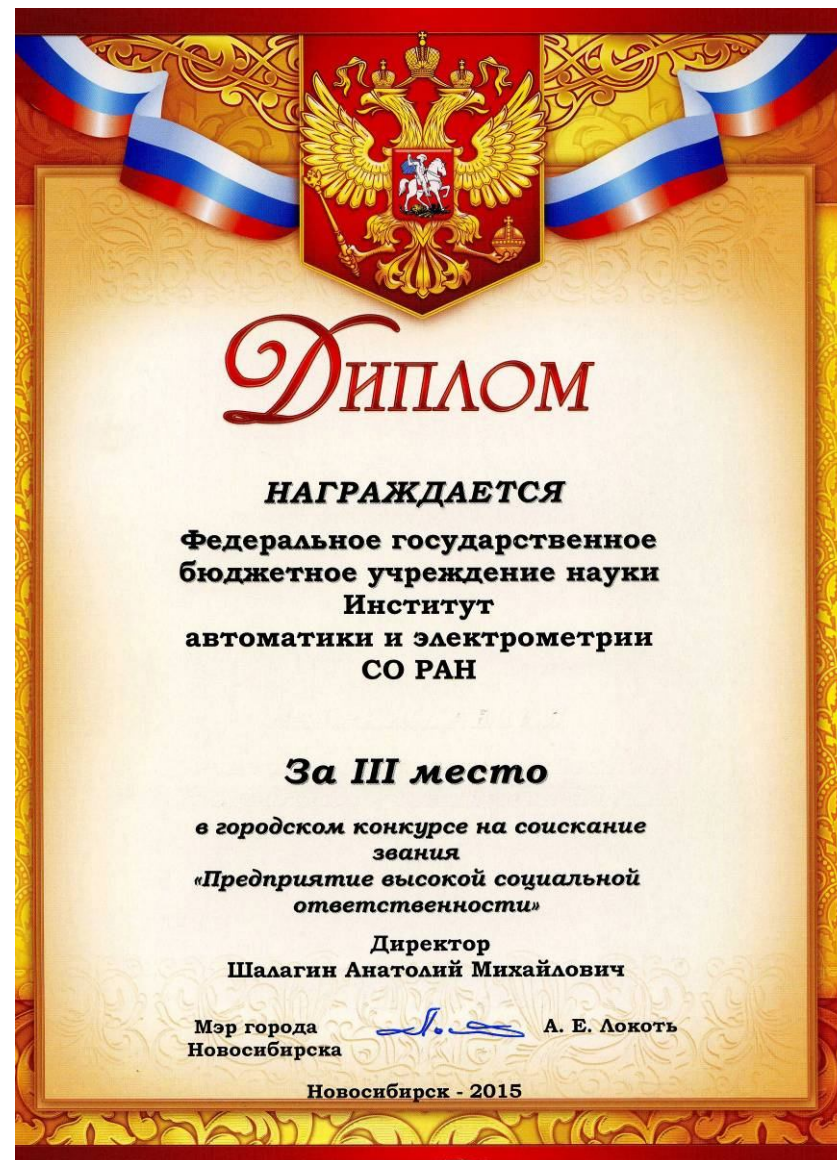 Диплом
НАГРАЖДАЕТСЯ
Федеральное государственное
бюджетное учреждение науки
Институт
автоматики и электрометрии
СО РАН
За III место
в городском конкурсе на соискание
звания
«Предприятие высокой социальной
ответственности»
Директор
Шалагин Анатолий Михайлович
Мэр города
Новосибирска
А. Е. Локоть
Новосибирск - 2015